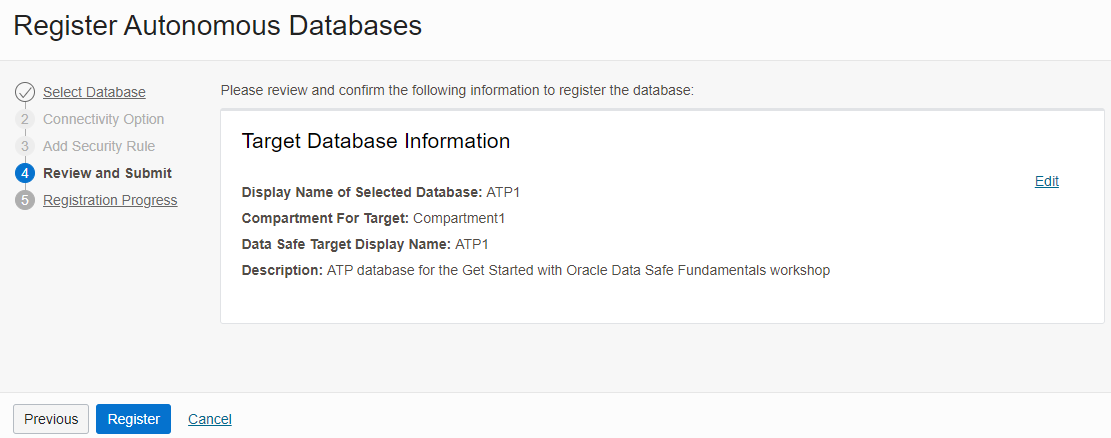 Register Autonomous Databases
Select Database
2 Connectivity Option
3 Add Security Rule
4 Review and Submit
5 Registration Progress
Please review and confirm the following information to register the database:
Target Database Information
Edit
Display Name of Selected Database: ATP1
Compartment For Target: Compartment1
Data Safe Target Display Name: ATP1
Description: ATP database for the Get Started with Oracle Data Safe Fundamentals workshop
Previous Register Cancel